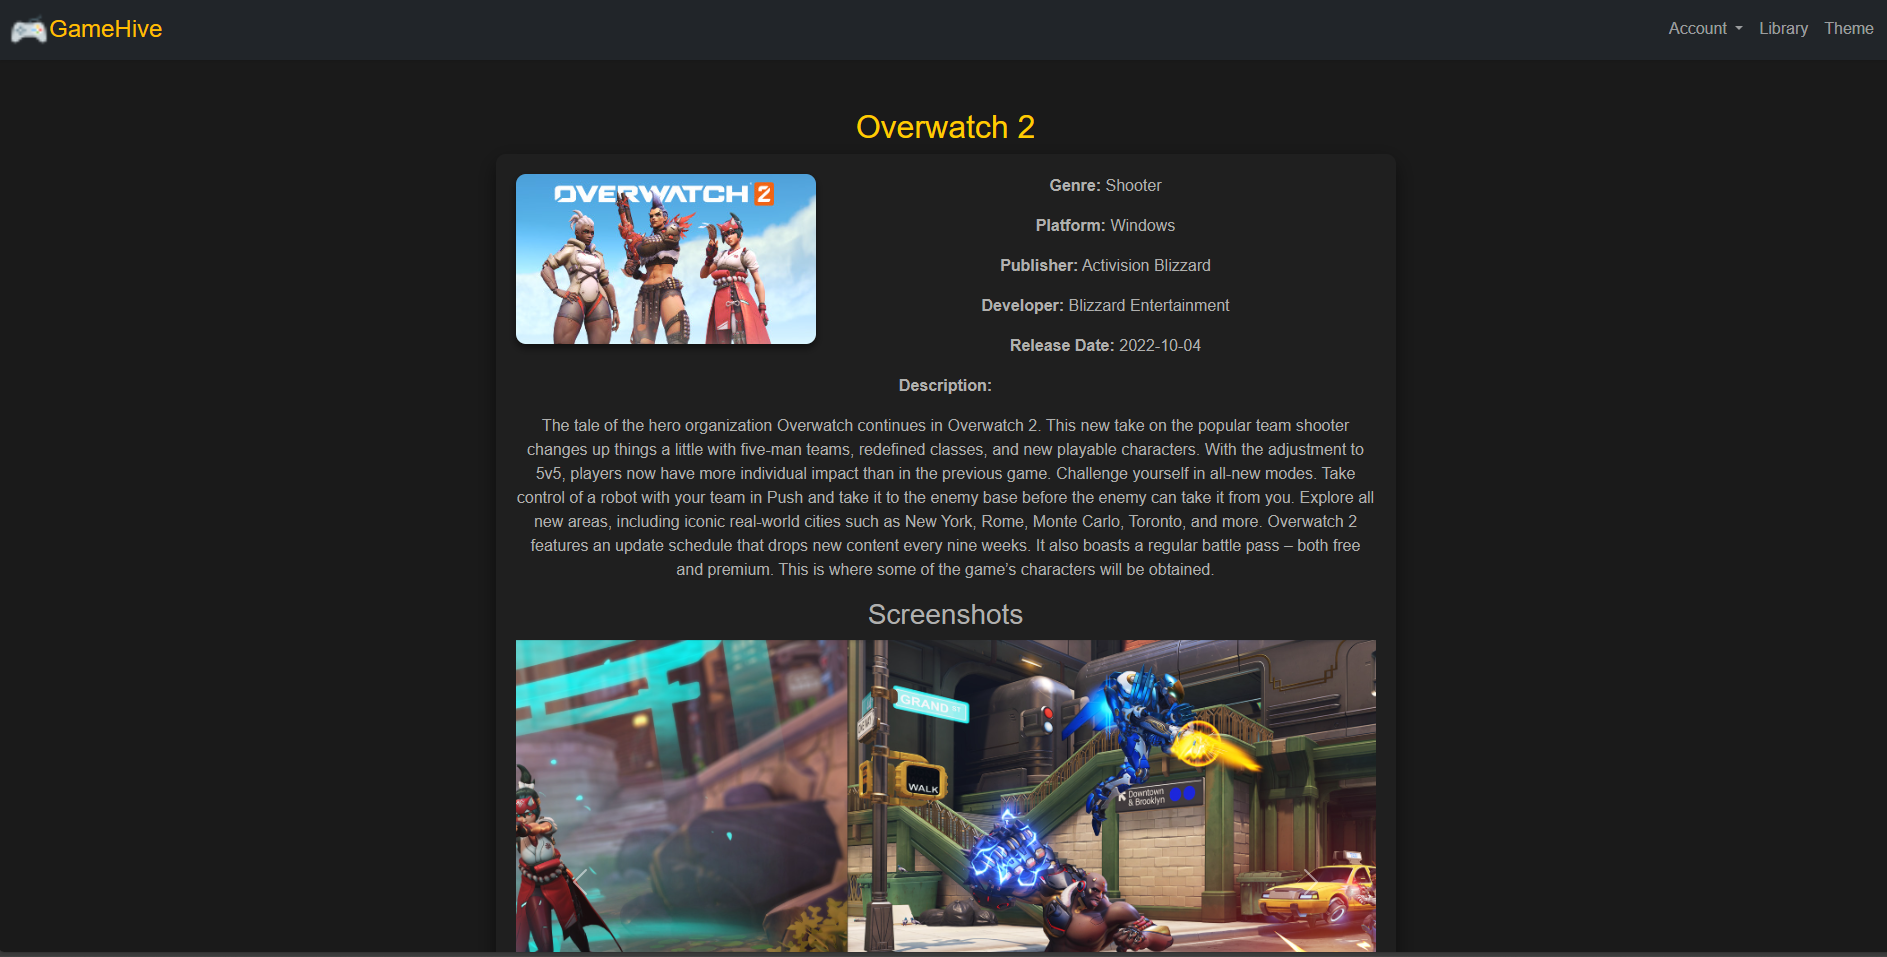 GameHive
Account Library Theme
Overwatch 2
OVERWATCH 2
Genre: Shooter
Platform: Windows
Publisher: Activision Blizzard
Developer: Blizzard Entertainment
Release Date: 2022-10-04
Description:
The tale of the hero organization Overwatch continues in Overwatch 2. This new take on the popular team shooter
changes up things a little with five-man teams, redefined classes, and new playable characters. With the adjustment to
5v5, players now have more individual impact than in the previous game. Challenge yourself in all-new modes. Take
control of a robot with your team in Push and take it to the enemy base before the enemy can take it from you. Explore all
new areas, including iconic real-world cities such as New York, Rome, Monte Carlo, Toronto, and more. Overwatch 2
features an update schedule that drops new content every nine weeks. It also boasts a regular battle pass – both free
and premium. This is where some of the game’s characters will be obtained.
Screenshots
GRAND ST
WALK
Downtown
& Brooklyn